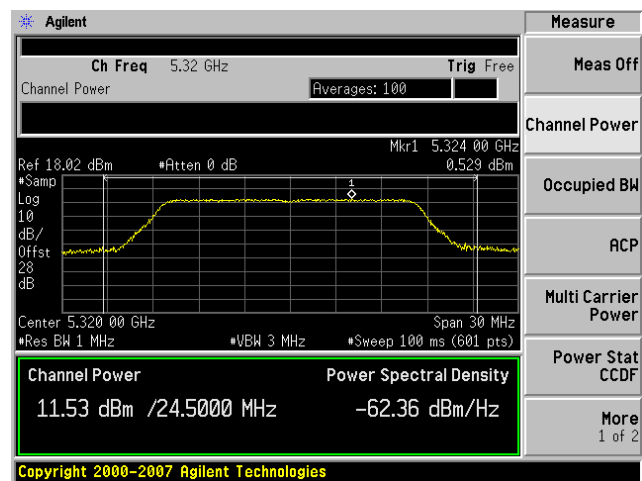 Agilent
Measure
Ch Freq 5.32 GHz Trig Free
Meas Off
Channel Power Averages: 100
Channel Power
Mkr1 5.324 00 GHz
Ref 18.02 dBm #Atten 0 dB 0.529 dBm
#Samp
1
Log
10
dB/
Offst
28
dB
Occupied BW
ACP
Multi Carrier
Power
Center 5.320 00 GHz Span 30 MHz
#Res BW 1 MHz #VBW 3 MHz #Sweep 100 ms (601 pts)
Power Stat
CCDF
Channel Power Power Spectral Density
11.53 dBm /24.5000 MHz -62.36 dBm/Hz
More
1 of 2
Copyright 2000-2007 Agilent Technologies